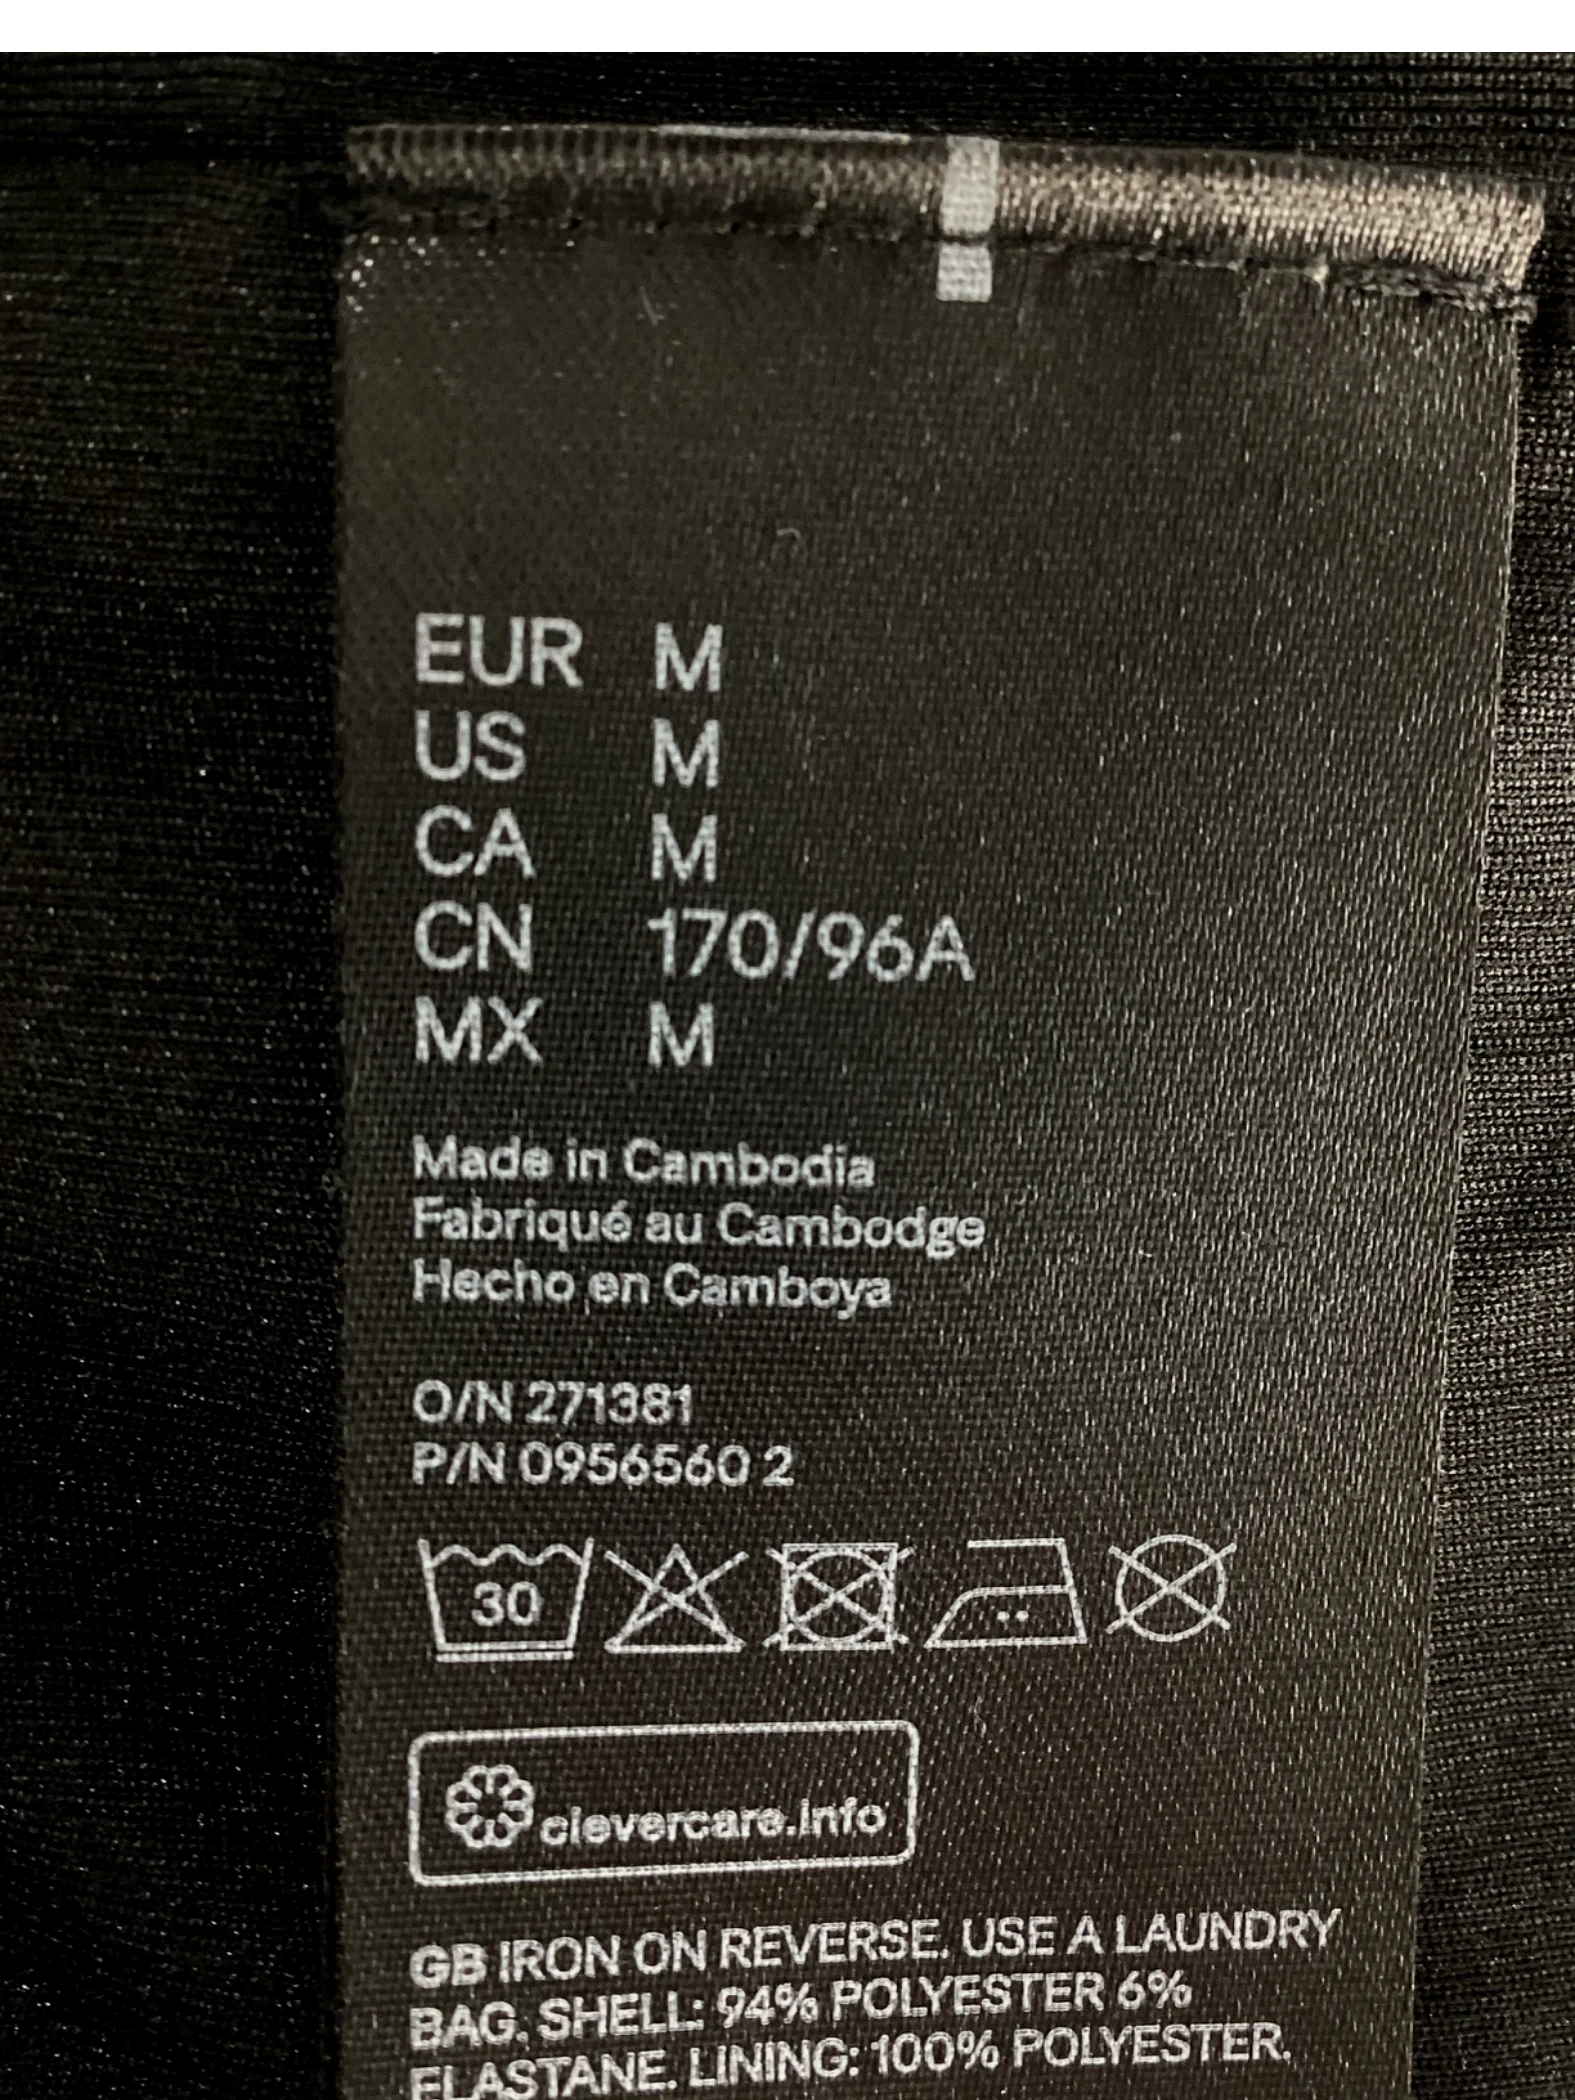 EUR M
US M
CA M
CN 170/96A
MX M
Made in Cambodia
Fabriqué au Cambodge
Hecho en Camboya
O/N 271381
P/N 0956560 2
30
clevercare.info
GB IRON ON REVERSE. USE A LAUNDRY
BAG. SHELL: 94% POLYESTER 6%
ELASTANE. LINING: 100% POLYESTER.